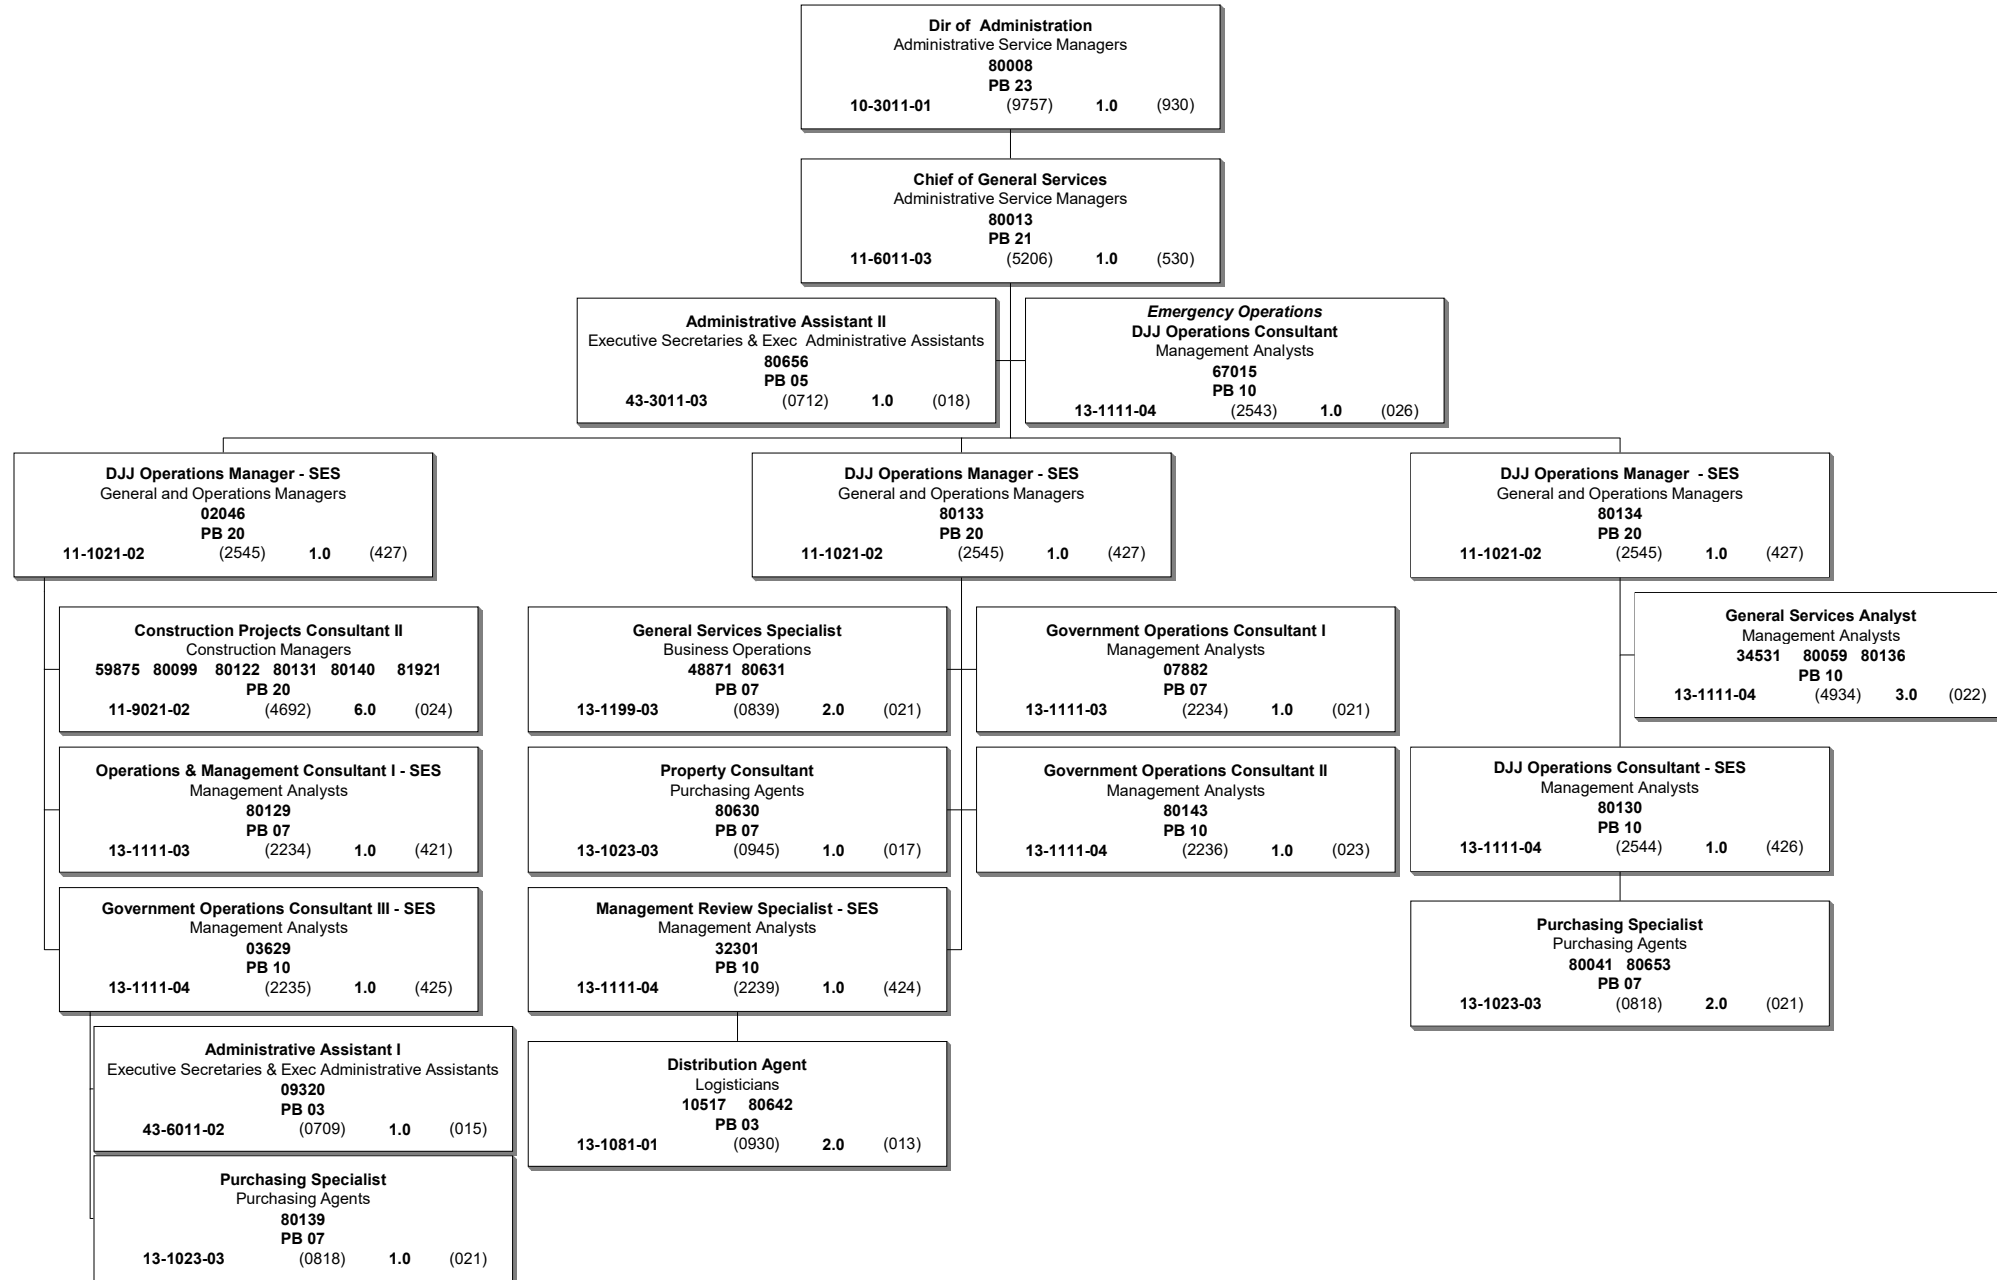 Dir of  Administration
Administrative Service Managers
80008
PB 23
10-3011-01 (9757) 1.0 (930)
Chief of General Services
Administrative Service Managers
80013
PB 21
11-6011-03 (5206) 1.0 (530)
Administrative Assistant II
Executive Secretaries & Exec  Administrative Assistants
80656
PB 05
43-3011-03 (0712) 1.0 (018)
Emergency Operations
DJJ Operations Consultant
Management Analysts
67015
PB 10
13-1111-04 (2543) 1.0 (026)
DJJ Operations Manager - SES
General and Operations Managers
02046
PB 20
11-1021-02 (2545) 1.0 (427)
DJJ Operations Manager - SES
General and Operations Managers
80133
PB 20
11-1021-02 (2545) 1.0 (427)
DJJ Operations Manager  - SES
General and Operations Managers
80134
PB 20
11-1021-02 (2545) 1.0 (427)
Construction Projects Consultant II
Construction Managers
59875 80099 80122 80131 80140 81921
PB 20
11-9021-02 (4692) 6.0 (024)
General Services Specialist
Business Operations
48871 80631
PB 07
13-1199-03 (0839) 2.0 (021)
Government Operations Consultant I
Management Analysts
07882
PB 07
13-1111-03 (2234) 1.0 (021)
General Services Analyst
Management Analysts
34531 80059 80136
PB 10
13-1111-04 (4934) 3.0 (022)
Operations & Management Consultant I - SES
Management Analysts
80129
PB 07
13-1111-03 (2234) 1.0 (421)
Property Consultant
Purchasing Agents
80630
PB 07
13-1023-03 (0945) 1.0 (017)
Government Operations Consultant II
Management Analysts
80143
PB 10
13-1111-04 (2236) 1.0 (023)
DJJ Operations Consultant - SES
Management Analysts
80130
PB 10
13-1111-04 (2544) 1.0 (426)
Government Operations Consultant III - SES
Management Analysts
03629
PB 10
13-1111-04 (2235) 1.0 (425)
Management Review Specialist - SES
Management Analysts
32301
PB 10
13-1111-04 (2239) 1.0 (424)
Purchasing Specialist
Purchasing Agents
80041 80653
PB 07
13-1023-03 (0818) 2.0 (021)
Administrative Assistant I
Executive Secretaries & Exec Administrative Assistants
09320
PB 03
43-6011-02 (0709) 1.0 (015)
Distribution Agent
Logisticians
10517 80642
PB 03
13-1081-01 (0930) 2.0 (013)
Purchasing Specialist
Purchasing Agents
80139
PB 07
13-1023-03 (0818) 1.0 (021)